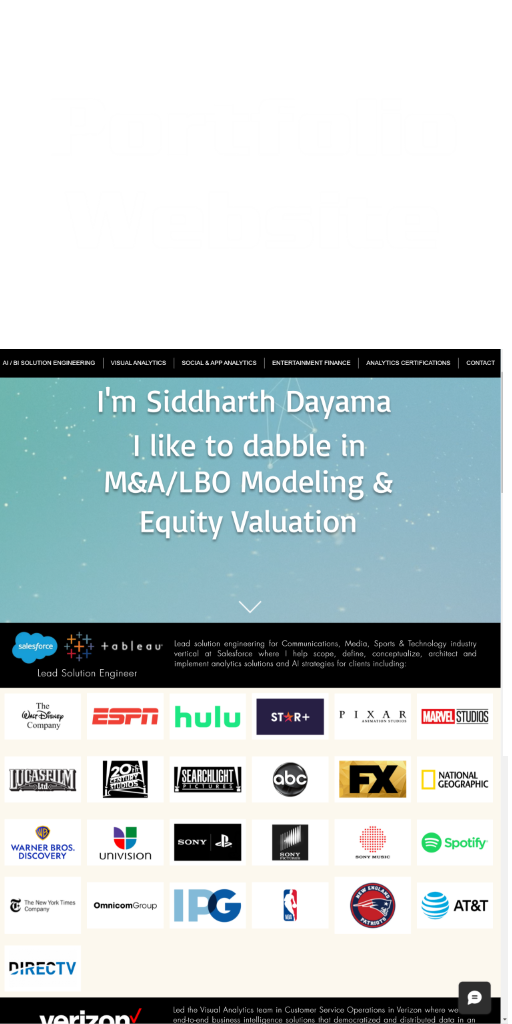 AI / BI SOLUTION ENGINEERING
VISUAL ANALYTICS
SOCIAL & APP ANALYTICS
ENTERTAINMENT FINANCE
ANALYTICS CERTIFICATIONS
CONTACT
I'm Siddharth Dayama
I like to dabble in
M&A/LBO Modeling &
Equity Valuation
salesforce
tableau
Lead Solution Engineer
Lead solution engineering for Communications, Media, Sports & Technology industry
vertical at Salesforce where I help scope, define, conceptualize, architect and
implement analytics solutions and AI strategies for clients including:
The
Walt Disney
Company
ESPN
hulu
ST★R+
PIXAR
ANIMATION STUDIOS
MARVEL STUDIOS
LUCASFILM
Ltd.
20TH
CENTURY
STUDIOS
SEARCHLIGHT
PICTURES
abc
FX
NATIONAL
GEOGRAPHIC
WB
WARNER BROS.
DISCOVERY
UNIVISION
SONY
SONY
PICTURES
SONY MUSIC
Spotify
The New York Times
Company
OmnicomGroup
IPG
NBA
NEW ENGLAND
PATRIOTS
AT&T
DIRECTV
verizon
Led the Visual Analytics team in Customer Service Operations in Verizon where we
end-to-end business intelligence solutions that democratized and distributed data in an